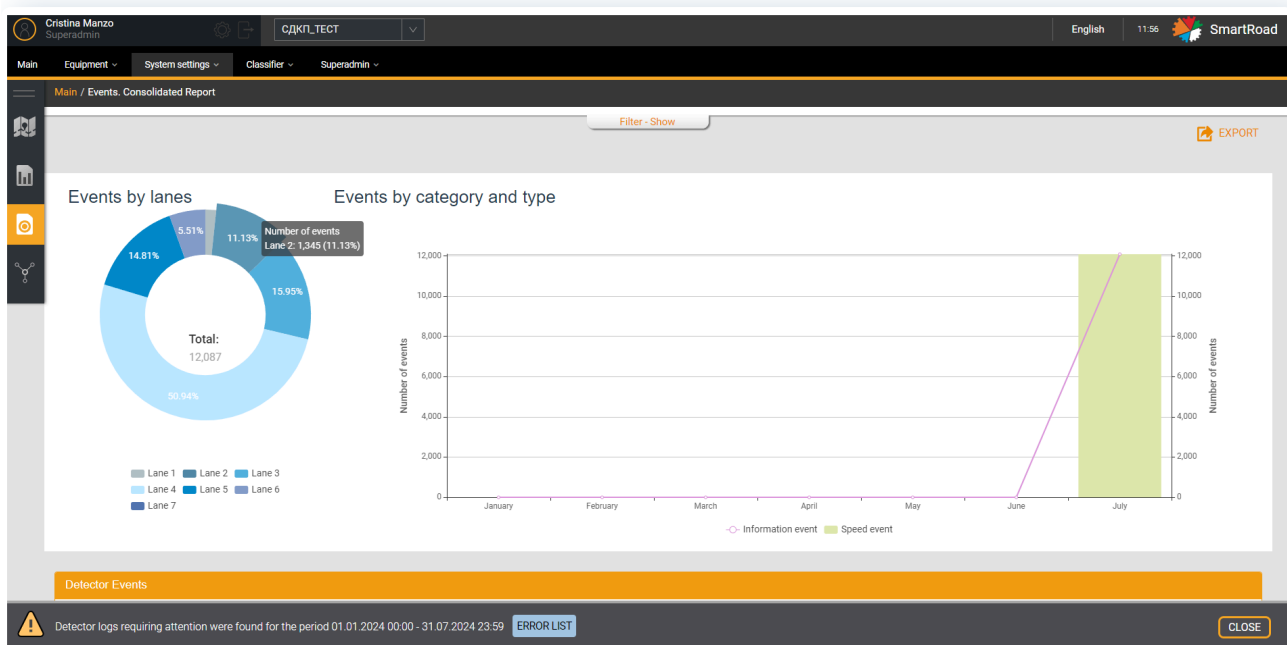 Cristina Manzo
Superadmin
СДКП_ТЕСТ
English
11:56
SmartRoad
Main
Equipment
System settings
Classifier
Superadmin
Main / Events. Consolidated Report
Filter - Show
EXPORT
Events by lanes
Events by category and type
5.51%
11.13%
Number of events
Lane 2: 1,345 (11.13%)
14.81%
15.95%
Total:
12,087
50.94%
Lane 1 Lane 2 Lane 3
Lane 4 Lane 5 Lane 6
Lane 7
Number of events
12,000
10,000
8,000
6,000
4,000
2,000
0
January February March April May June July
12,000
10,000
8,000
6,000
4,000
2,000
0
Number of events
Information event Speed event
Detector Events
Detector logs requiring attention were found for the period 01.01.2024 00:00 - 31.07.2024 23:59 ERROR LIST
CLOSE